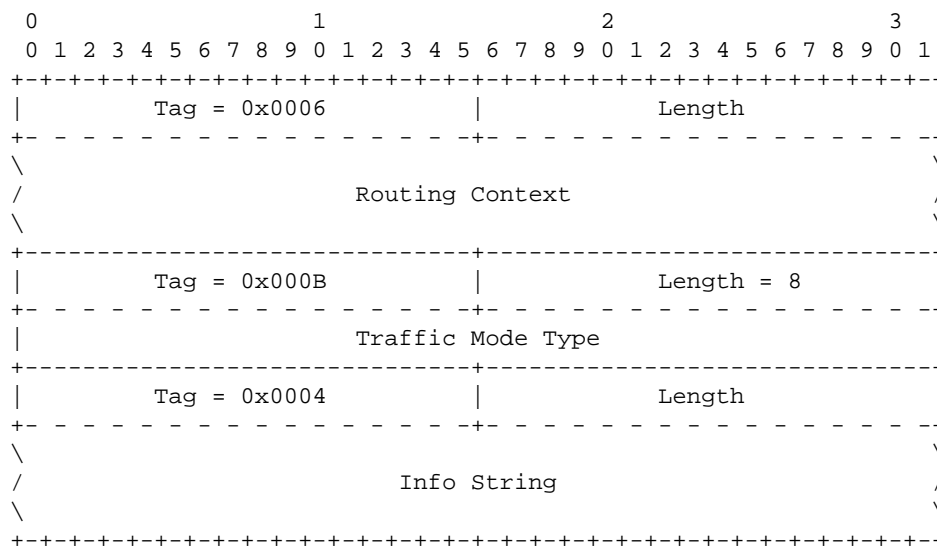 0                   1                   2                   3
0 1 2 3 4 5 6 7 8 9 0 1 2 3 4 5 6 7 8 9 0 1 2 3 4 5 6 7 8 9 0 1
+-+-+-+-+-+-+-+-+-+-+-+-+-+-+-+-+-+-+-+-+-+-+-+-+-+-+-+-+-+-+-+-
|         Tag = 0x0006          |            Length
+- - - - - - - - - - - - - - - -+- - - - - - - - - - - - - - - --
\                                                               \
/                       Routing Context                         /
\                                                               \
+-------------------------------+--------------------------------
|         Tag = 0x000B          |            Length = 8
+- - - - - - - - - - - - - - - -+- - - - - - - - - - - - - - - --
|                       Traffic Mode Type
+-------------------------------+--------------------------------
|         Tag = 0x0004          |            Length
+- - - - - - - - - - - - - - - -+- - - - - - - - - - - - - - - --
\                                                               \
/                          Info String                          /
\                                                               \
+-+-+-+-+-+-+-+-+-+-+-+-+-+-+-+-+-+-+-+-+-+-+-+-+-+-+-+-+-+-+-+-